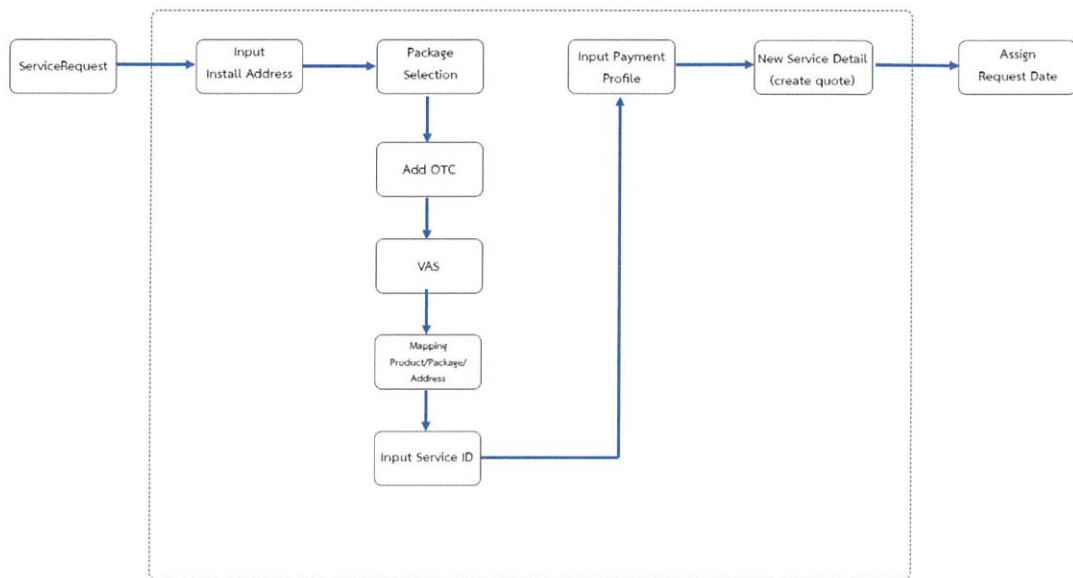 ServiceRequest
Input
Install Address
Package
Selection
Add OTC
VAS
Mapping
Product/Package/
Address
Input Service ID
Input Payment
Profile
New Service Detail
(create quote)
Assign
Request Date